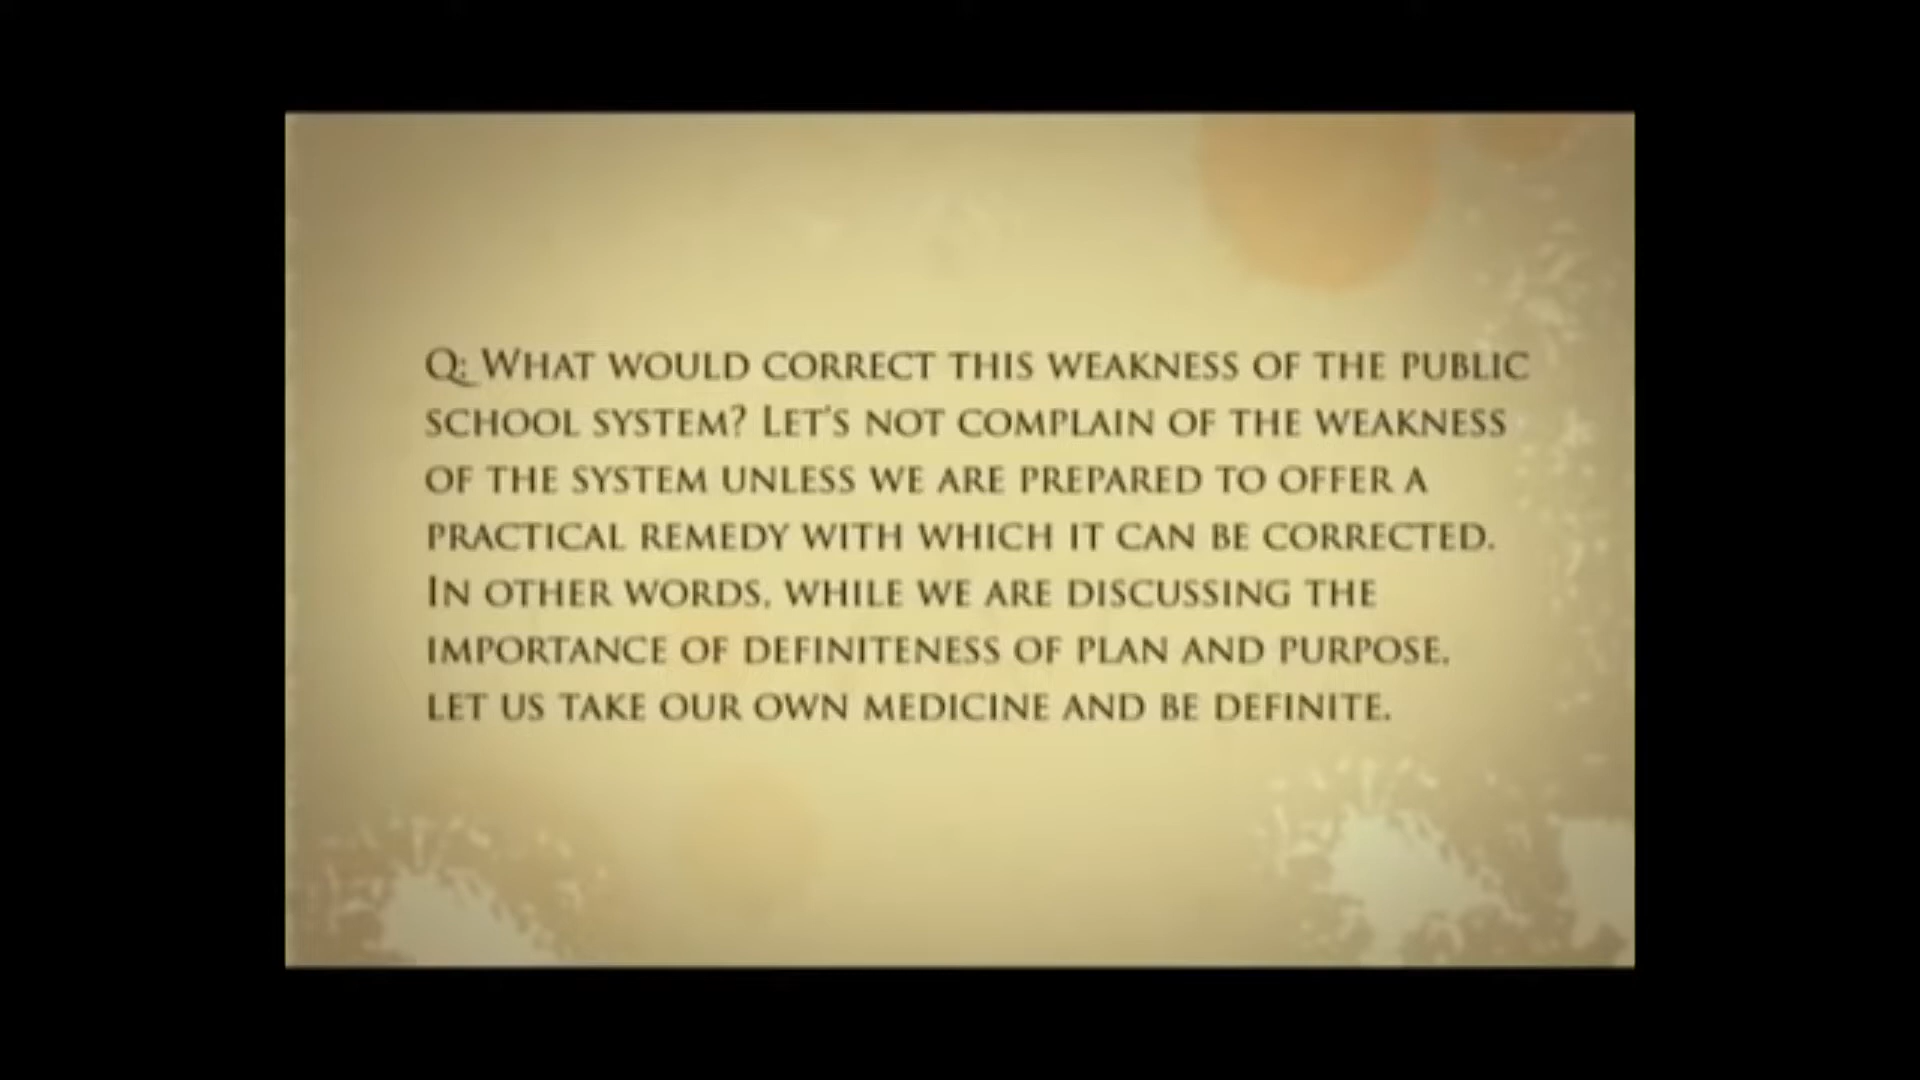 Q: What would correct this weakness of the public
school system? Let's not complain of the weakness
of the system unless we are prepared to offer a
practical remedy with which it can be corrected.
In other words, while we are discussing the
importance of definiteness of plan and purpose,
let us take our own medicine and be definite.